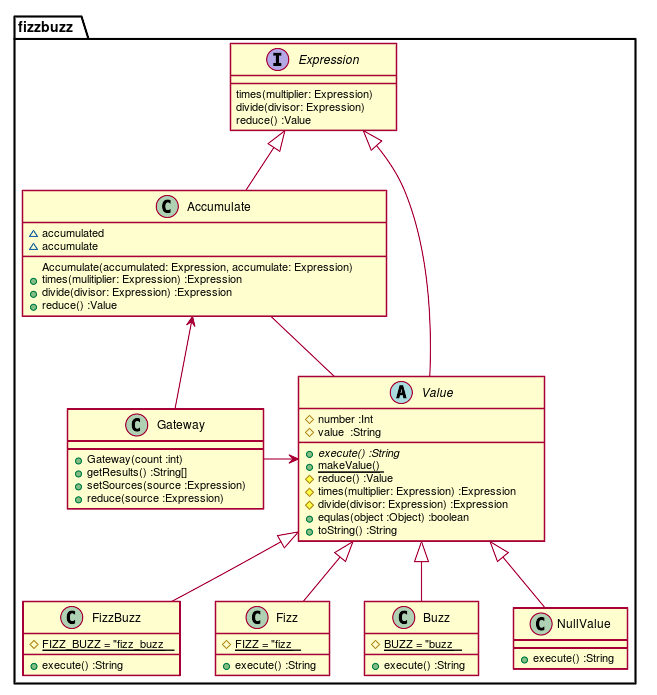 fizzbuzz
I Expression
times(multiplier: Expression)
divide(divisor: Expression)
reduce() :Value
C Accumulate
accumulated
accumulate
Accumulate(accumulated: Expression, accumulate: Expression)
times(mulitiplier: Expression) :Expression
divide(divisor: Expression) :Expression
reduce() :Value
C Gateway
Gateway(count :int)
getResults() :String[]
setSources(source :Expression)
reduce(source :Expression)
A Value
number :Int
value :String
execute() :String
makeValue()
reduce() :Value
times(multiplier: Expression) :Expression
divide(divisor: Expression) :Expression
equlas(object :Object) :boolean
toString() :String
C FizzBuzz
FIZZ_BUZZ = "fizz_buzz
execute() :String
C Fizz
FIZZ = "fizz
execute() :String
C Buzz
BUZZ = "buzz
execute() :String
C NullValue
execute() :String